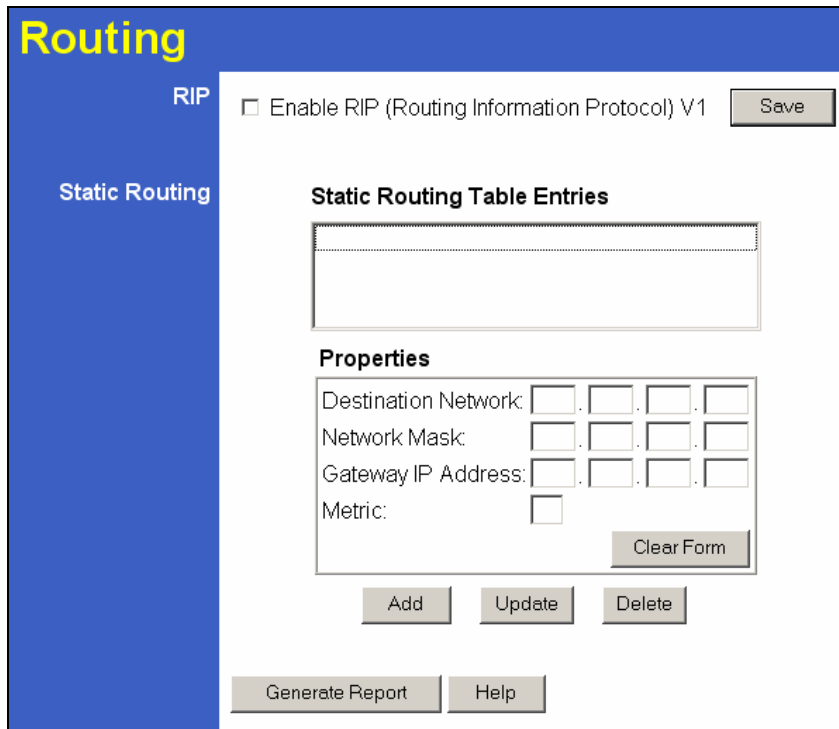 Routing
RIP
Enable RIP (Routing Information Protocol) V1
Save
Static Routing
Static Routing Table Entries
Properties
Destination Network: . . .
Network Mask: . . .
Gateway IP Address: . . .
Metric:
Clear Form
Add Update Delete
Generate Report Help